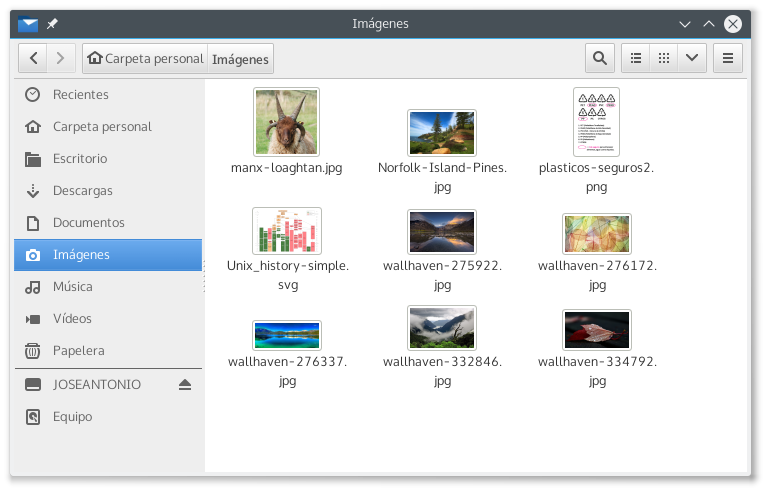 Imágenes
Carpeta personal
Imágenes
Recientes
Carpeta personal
Escritorio
Descargas
Documentos
Imágenes
Música
Vídeos
Papelera
JOSEANTONIO
Equipo
manx-loaghtan.jpg
Norfolk-Island-Pines.
jpg
plasticos-seguros2.
png
Unix_history-simple.
svg
wallhaven-275922.
jpg
wallhaven-276172.
jpg
wallhaven-276337.
jpg
wallhaven-332846.
jpg
wallhaven-334792.
jpg